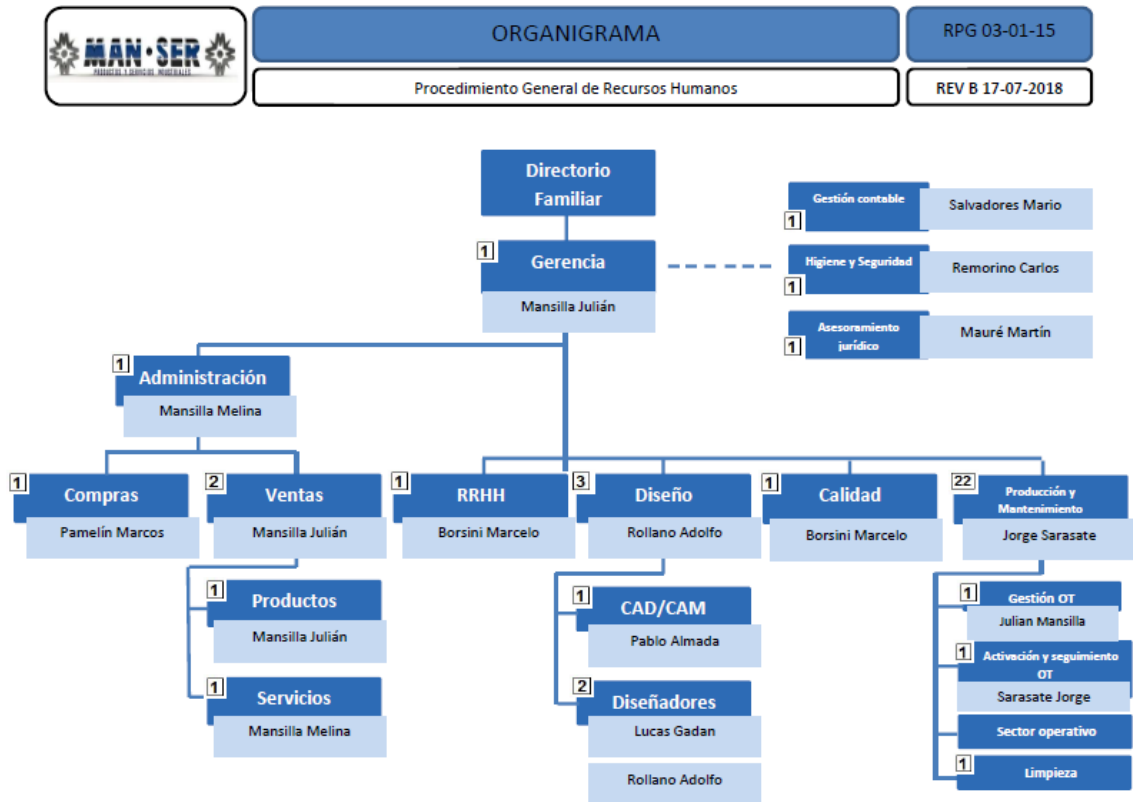 MAN•SER
PRODUCTOS Y SERVICIOS INDUSTRIALES
ORGANIGRAMA
RPG 03-01-15
Procedimiento General de Recursos Humanos
REV B 17-07-2018
Directorio
Familiar
1
Gerencia
Mansilla Julián
Gestión contable
1
Salvadores Mario
Higiene y Seguridad
1
Remorino Carlos
Asesoramiento
jurídico
1
Mauré Martín
1
Administración
Mansilla Melina
1
Compras
Pamelín Marcos
2
Ventas
Mansilla Julián
1
Productos
Mansilla Julián
1
Servicios
Mansilla Melina
1
RRHH
Borsini Marcelo
3
Diseño
Rollano Adolfo
1
CAD/CAM
Pablo Almada
2
Diseñadores
Lucas Gadan
Rollano Adolfo
1
Calidad
Borsini Marcelo
22
Producción y
Mantenimiento
Jorge Sarasate
1
Gestión OT
Julian Mansilla
1
Activación y seguimiento
OT
Sarasate Jorge
Sector operativo
1
Limpieza